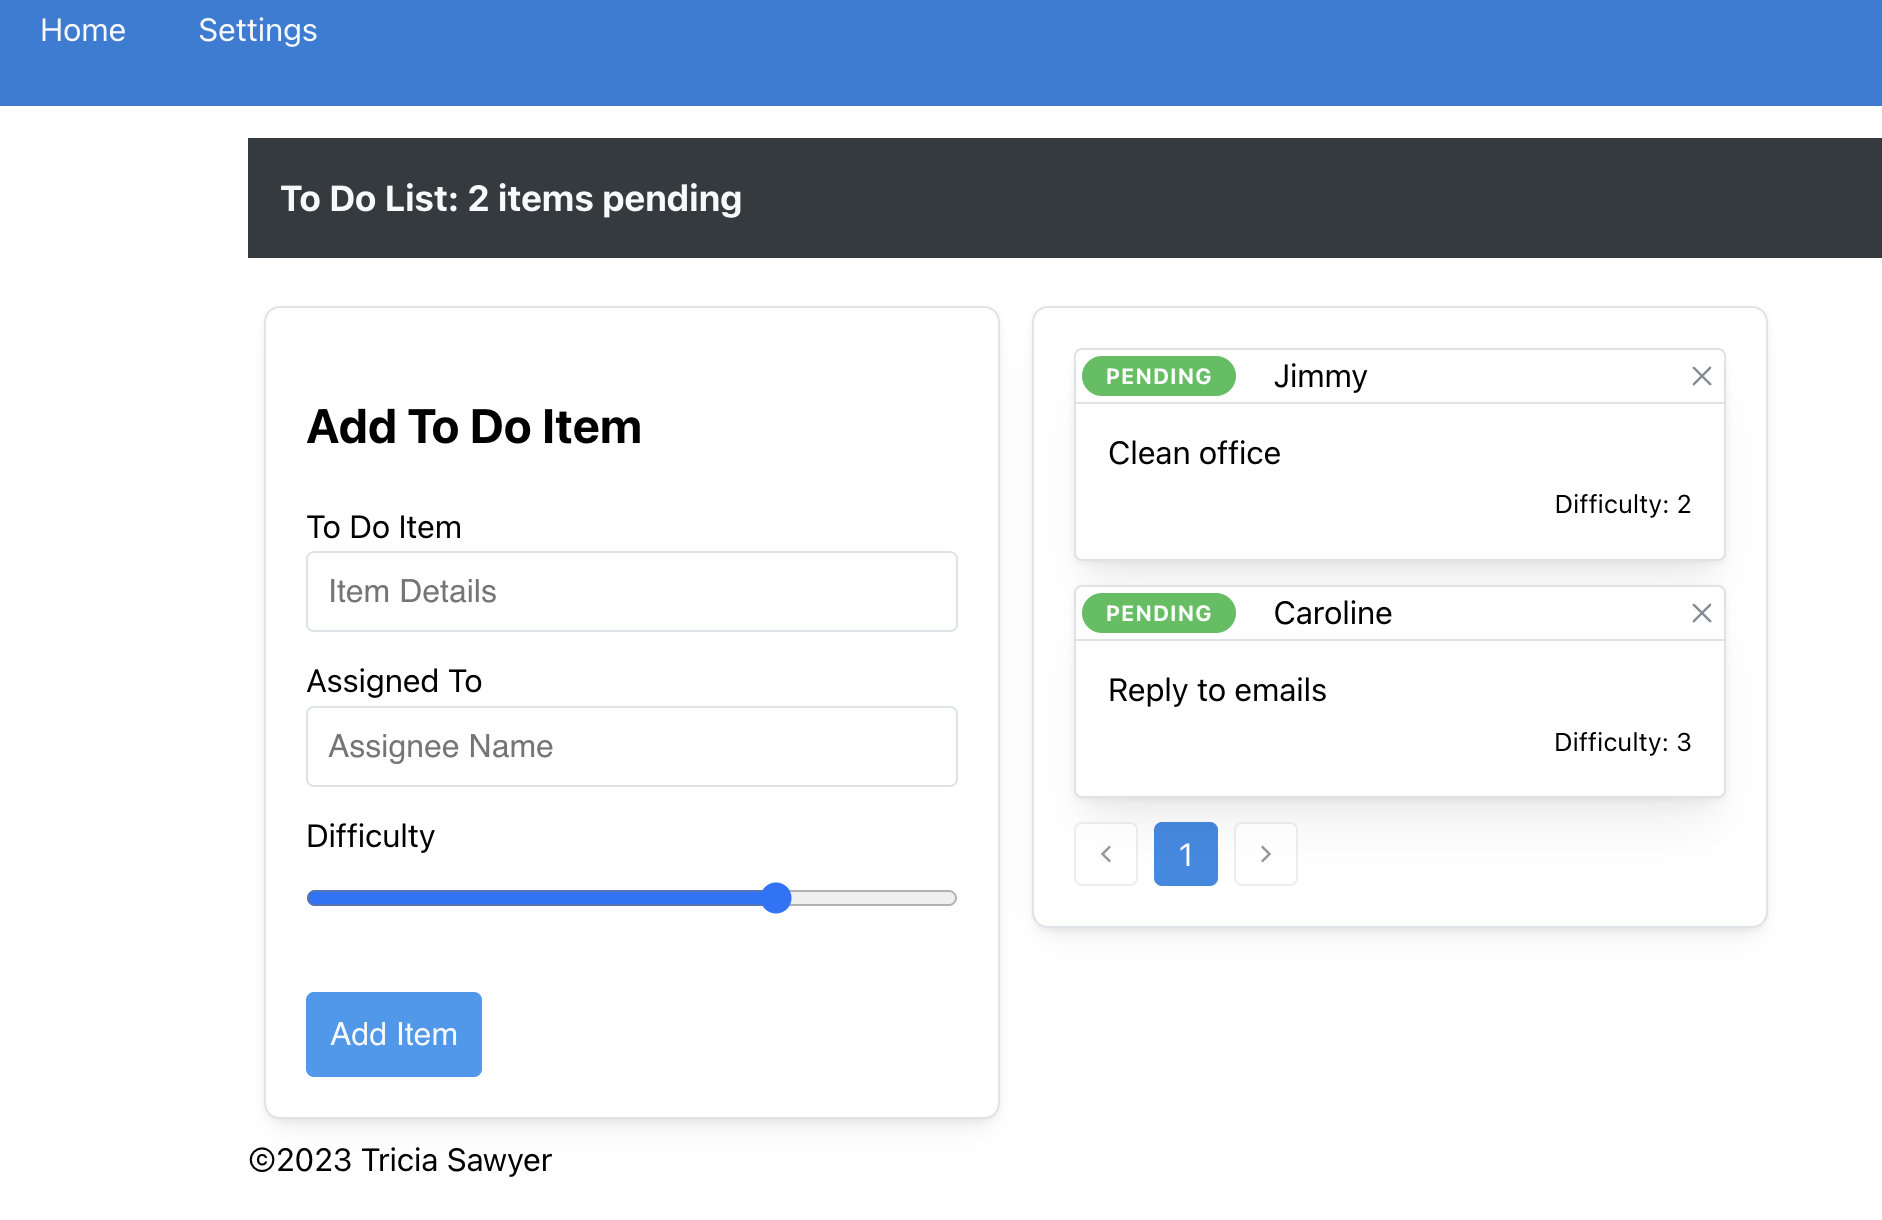 Home Settings
To Do List: 2 items pending
Add To Do Item
To Do Item
Item Details
Assigned To
Assignee Name
Difficulty
Add Item
PENDING Jimmy
Clean office
Difficulty: 2
PENDING Caroline
Reply to emails
Difficulty: 3
1
©2023 Tricia Sawyer